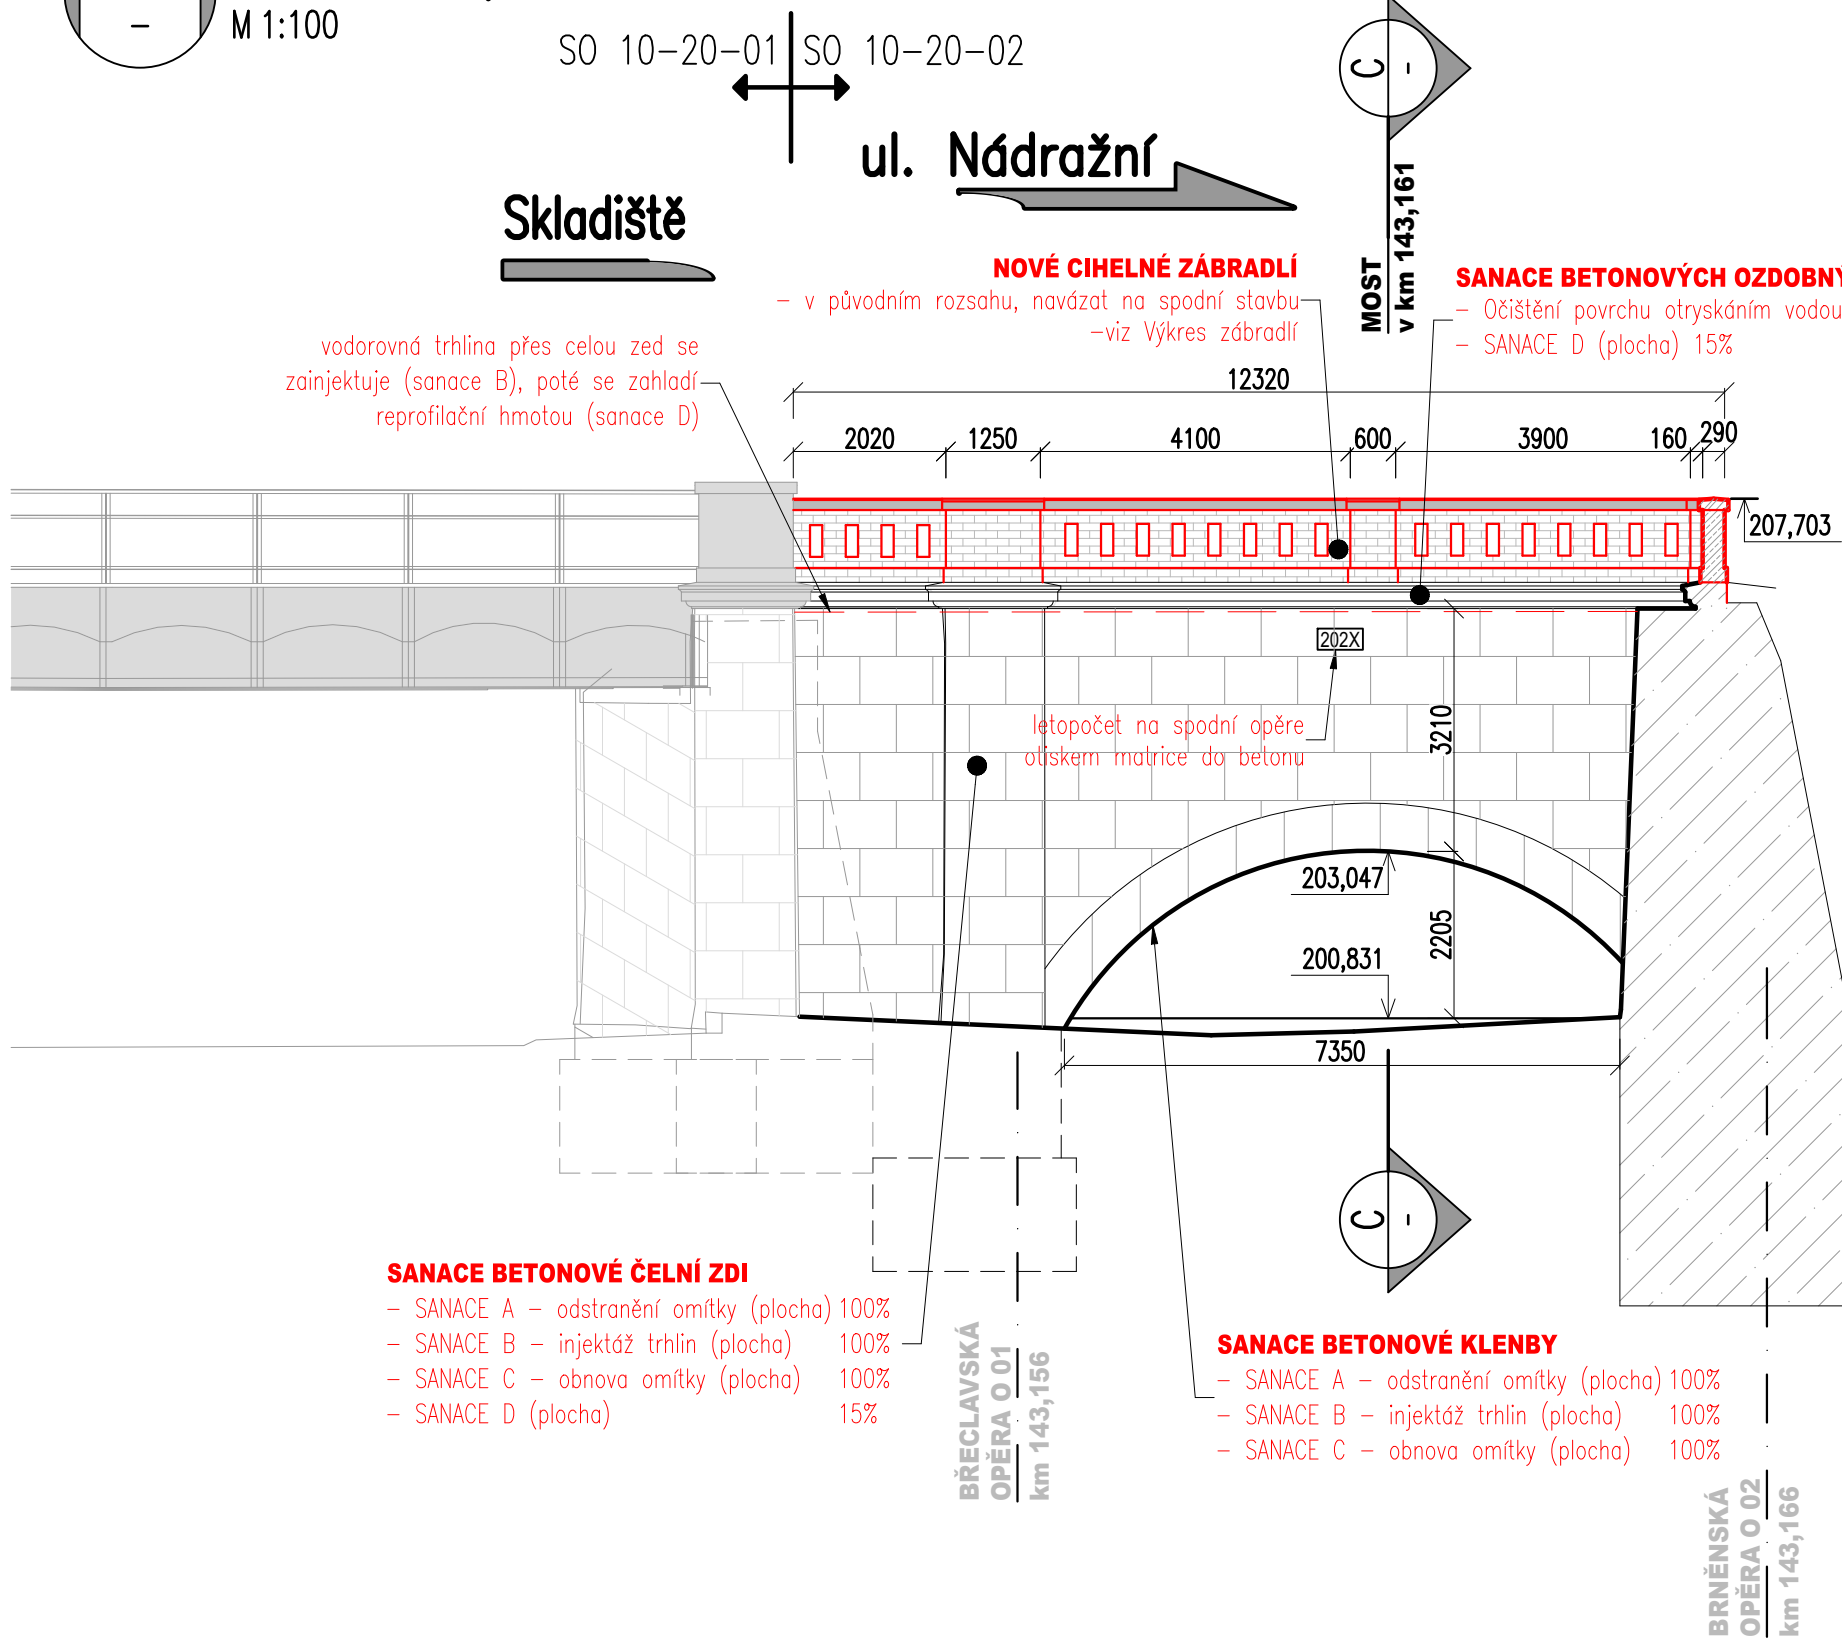 M 1:100
SO 10-20-01
SO 10-20-02
C
-
-
ul. Nádražní
Skladiště
MOST
v km 143,161
NOVÉ CIHELNÉ ZÁBRADLÍ
- v původním rozsahu, navázat na spodní stavbu
-viz Výkres zábradlí
SANACE BETONOVÝCH OZDOBNÝ
- Očištění povrchu otryskáním vodou
- SANACE D (plocha) 15%
vodorovná trhlina přes celou zed se
zainjektuje (sanace B), poté se zahladí
reprofilační hmotou (sanace D)
12320
2020
1250
4100
600
3900
160
290
207,703
202X
letopočet na spodní opěre
otiskem matrice do betonu
3210
203,047
2205
200,831
7350
C
-
SANACE BETONOVÉ ČELNÍ ZDI
- SANACE A - odstranění omítky (plocha) 100%
- SANACE B - injektáž trhlin (plocha) 100%
- SANACE C - obnova omítky (plocha) 100%
- SANACE D (plocha) 15%
BŘECLAVSKÁ
OPĚRA O 01
km 143,156
SANACE BETONOVÉ KLENBY
- SANACE A - odstranění omítky (plocha) 100%
- SANACE B - injektáž trhlin (plocha) 100%
- SANACE C - obnova omítky (plocha) 100%
BRNĚNSKÁ
OPĚRA O 02
km 143,166